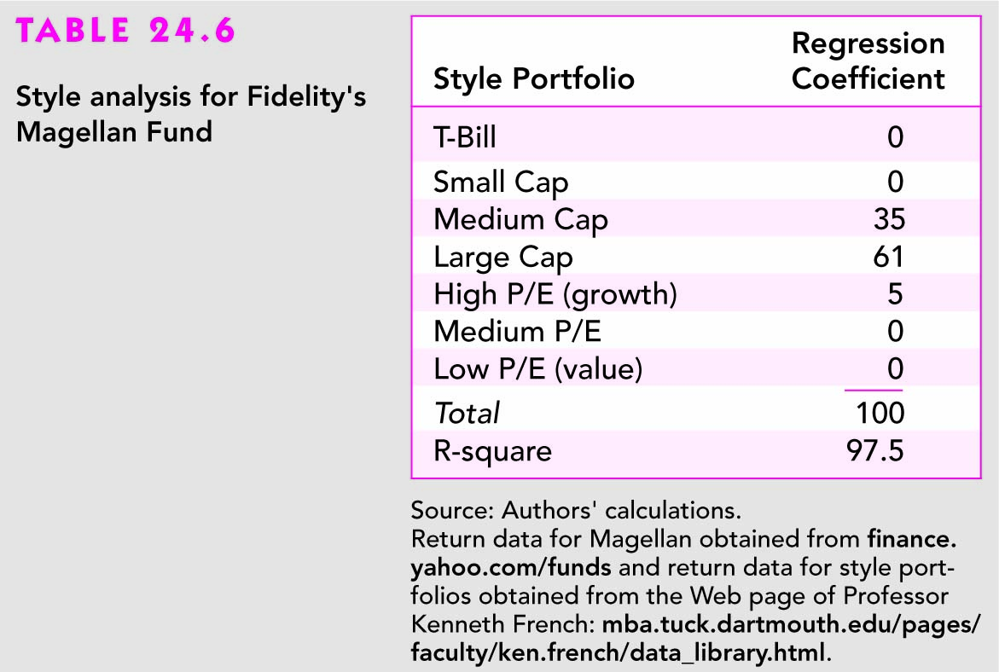 TABLE 24.6
Style analysis for Fidelity's
Magellan Fund
Style Portfolio
Regression
Coefficient
T-Bill 0
Small Cap 0
Medium Cap 35
Large Cap 61
High P/E (growth) 5
Medium P/E 0
Low P/E (value) 0
Total 100
R-square 97.5
Source: Authors' calculations.
Return data for Magellan obtained from finance.
yahoo.com/funds and return data for style port-
folios obtained from the Web page of Professor
Kenneth French: mba.tuck.dartmouth.edu/pages/
faculty/ken.french/data_library.html.